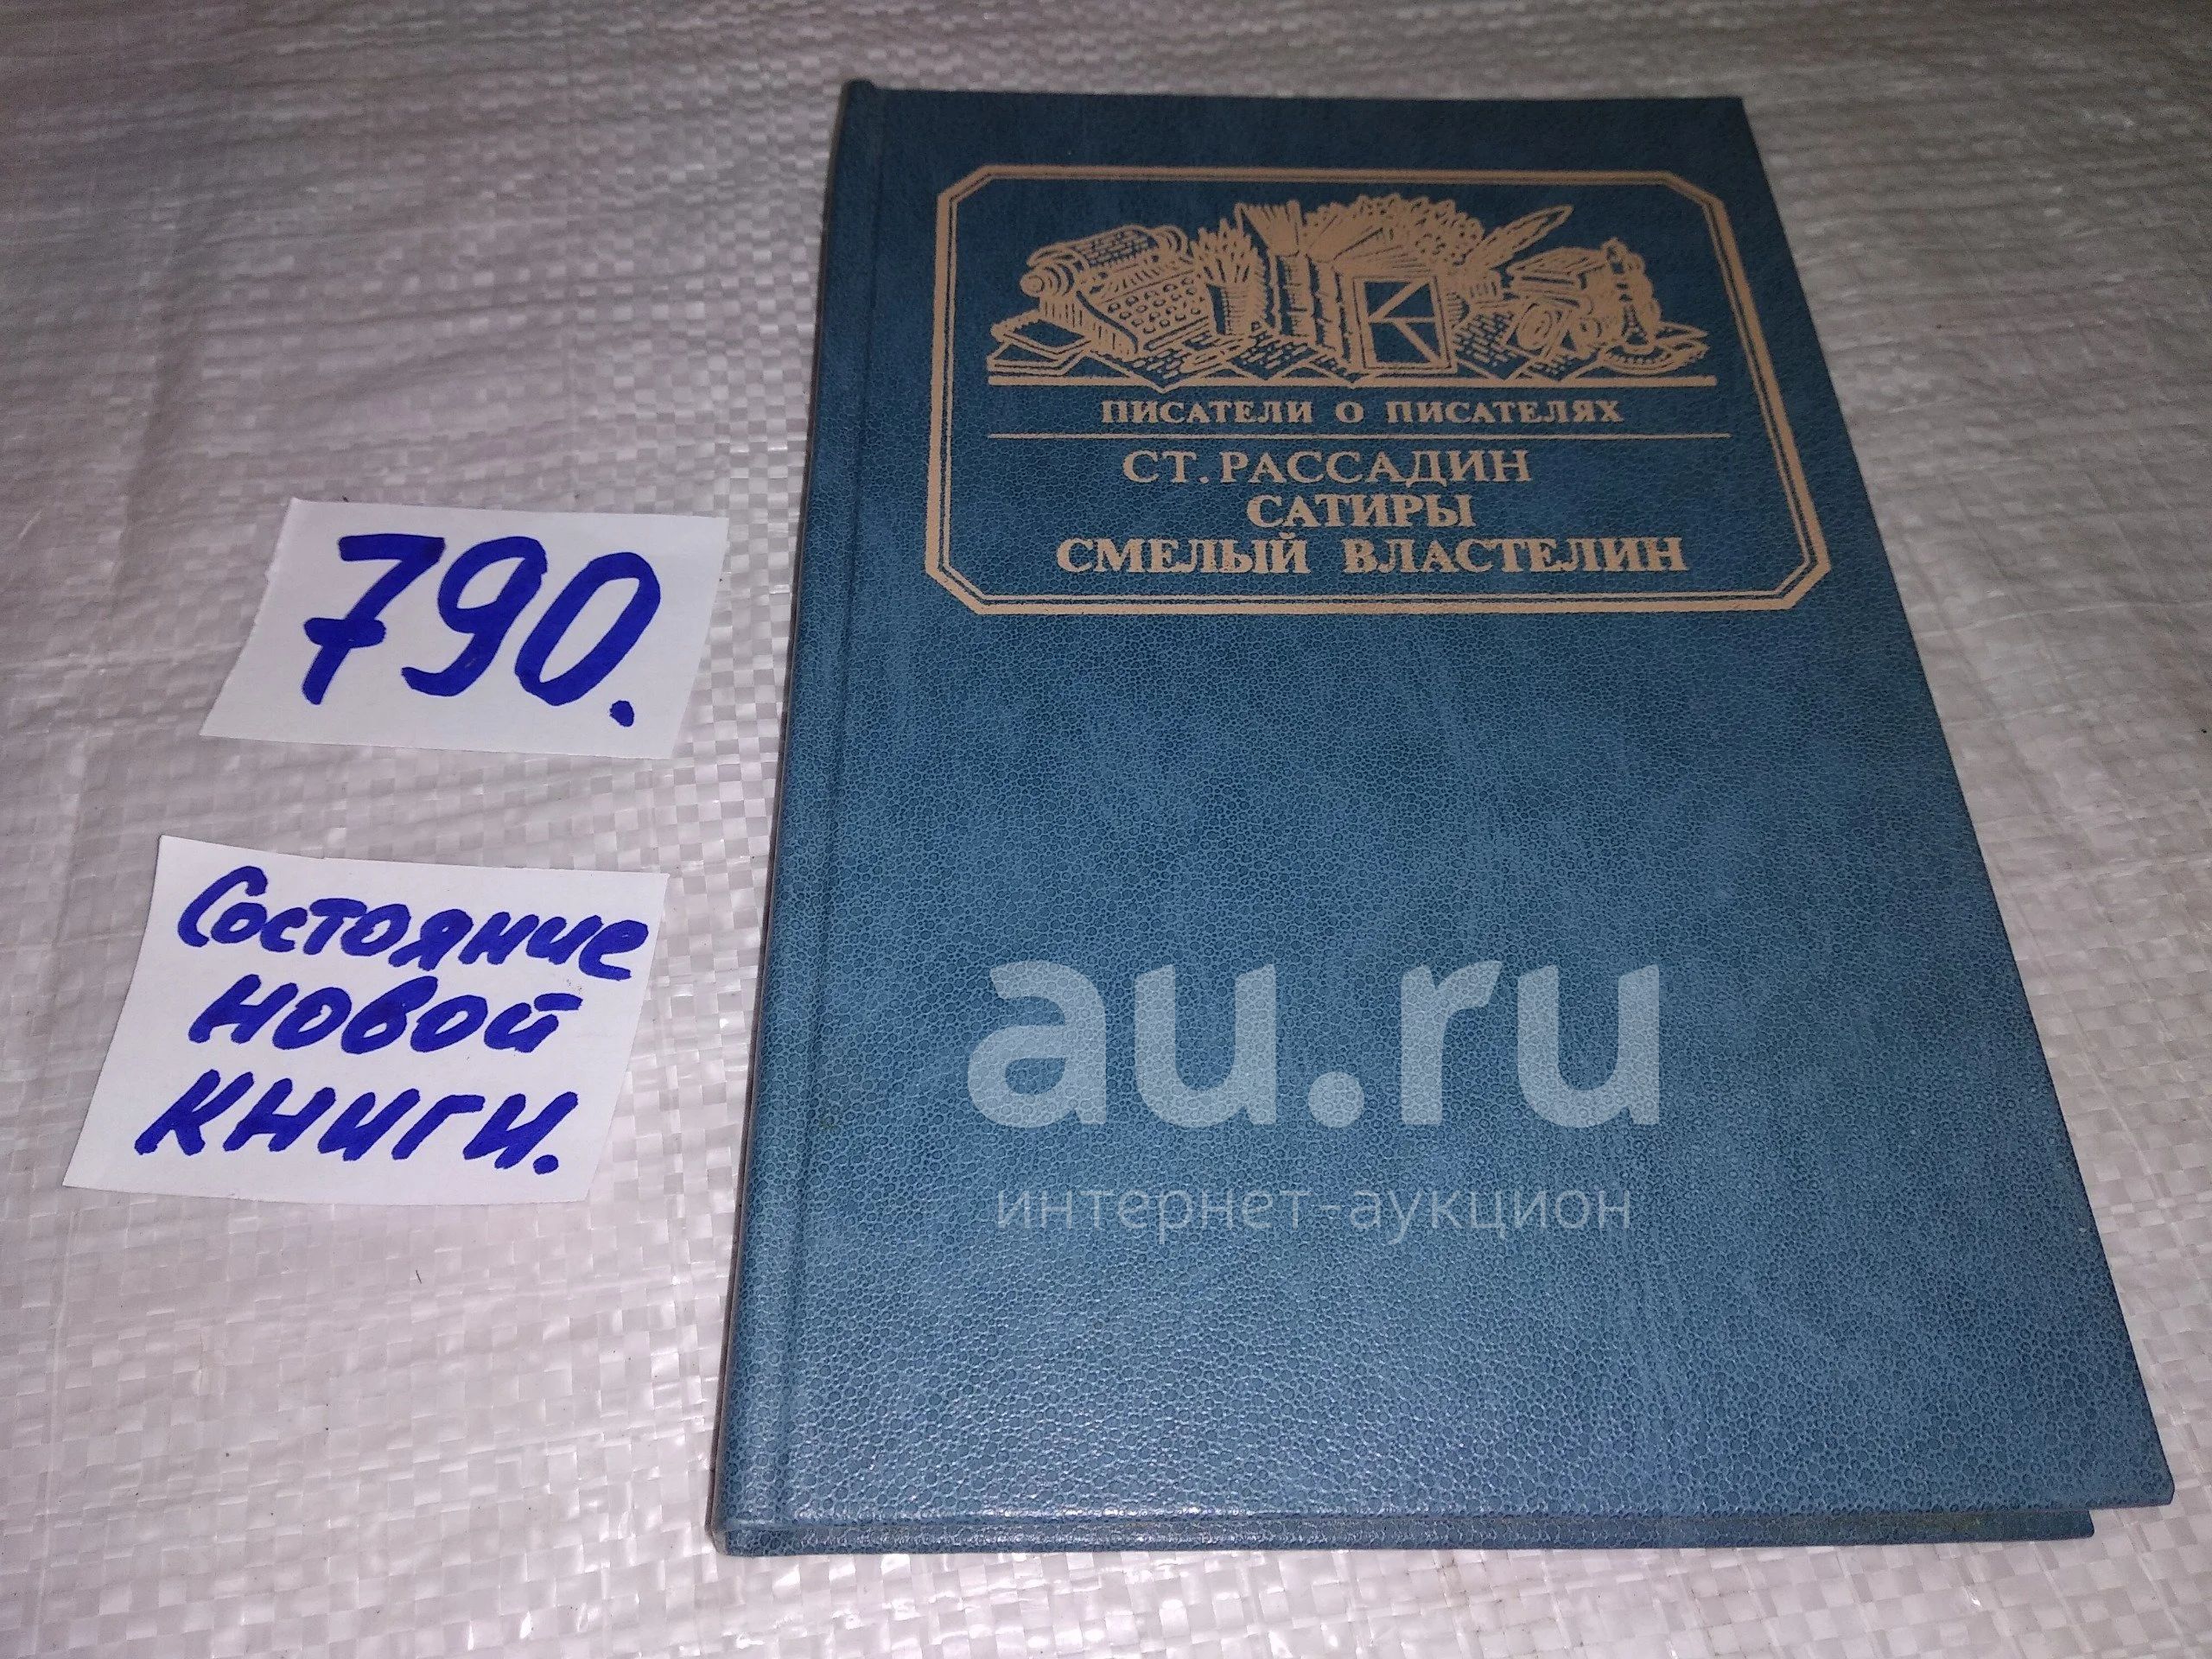 ПИСАТЕЛИ О ПИСАТЕЛЯХ
СТ. РАССАДИН
САТИРЫ
СМЕЛЫЙ ВЛАСТЕЛИН
790.
Состояние
новой
книги.
au.ru
интернет-аукцион